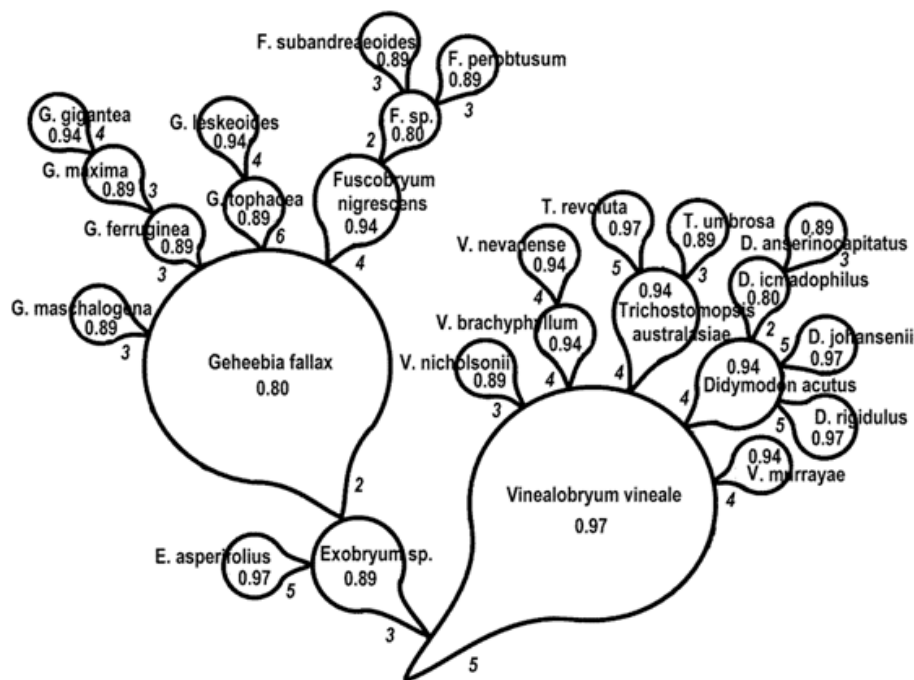 F. subandreaeoides
0.89
3
F. perobtusum
0.89
3
F. sp.
0.80
2
G. gigantea
0.94
4
G. leskeoides
0.94
4
G. maxima
0.89
3
Fuscobryum
nigrescens
0.94
4
G. tophacea
0.89
6
G. ferruginea
0.89
3
G. maschalogena
0.89
3
Geheebia fallax
0.80
2
T. revoluta
0.97
5
T. umbrosa
0.89
3
0.89
D. anserinocapitatus
3
V. nevadense
0.94
4
D. icmadophilus
0.80
2
0.94
Trichostomopsis
australasiae
4
V. brachyphyllum
0.94
4
5
D. johansenii
0.97
V. nicholsonii
0.89
3
0.94
Didymodon acutus
4
D. rigidulus
0.97
5
0.94
V. murrayae
4
Vinealobryum vineale
0.97
5
E. asperifolius
0.97
5
Exobryum sp.
0.89
3